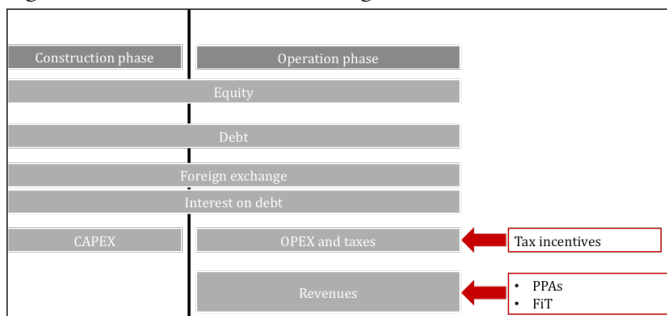 Construction phase
Operation phase
Equity
Debt
Foreign exchange
Interest on debt
CAPEX
OPEX and taxes
Tax incentives
Revenues
• PPAs
• FiT